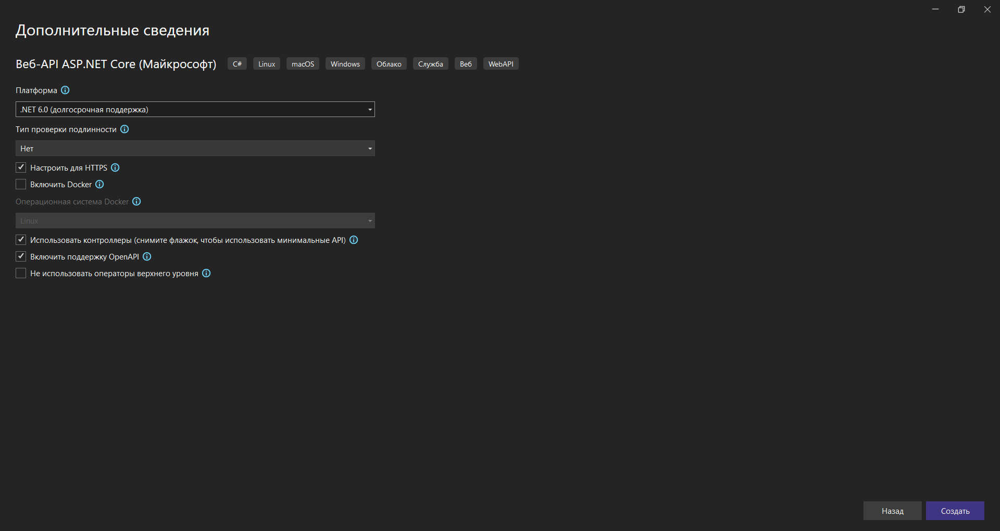 Дополнительные сведения
Веб-API ASP.NET Core (Майкрософт) C# Linux macOS Windows Облако Служба Веб WebAPI
Платформа
.NET 6.0 (долгосрочная поддержка)
Тип проверки подлинности
Нет
Настроить для HTTPS
Включить Docker
Операционная система Docker
Linux
Использовать контроллеры (снимите флажок, чтобы использовать минимальные API)
Включить поддержку OpenAPI
Не использовать операторы верхнего уровня
Назад Создать